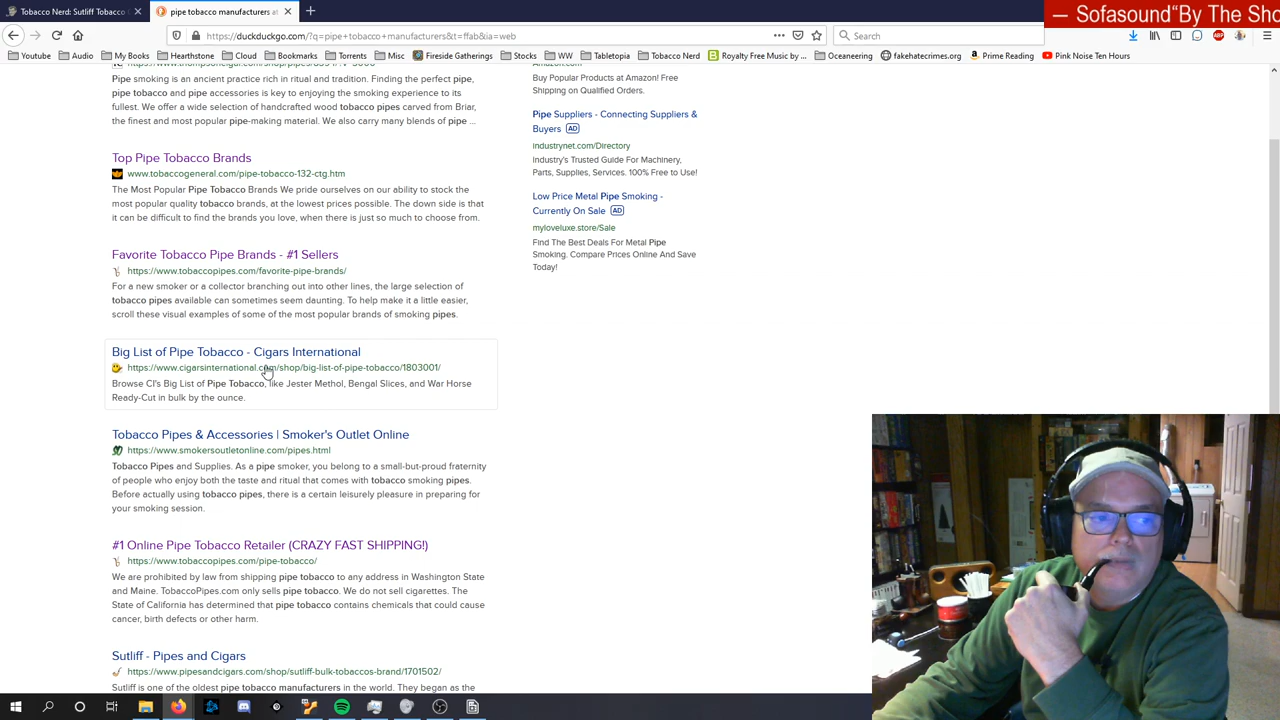 Tobacco Nerd: Sutliff Tobacco C
pipe tobacco manufacturers at
— Sofasound "By The Sho
https://duckduckgo.com/?q=pipe+tobacco+manufacturers&t=ffab&ia=web
Search
Youtube
Audio
My Books
Hearthstone
Cloud
Bookmarks
Torrents
Misc
Fireside Gatherings
Stocks
WW
Tabletopia
Tobacco Nerd
Royalty Free Music by ...
Oceaneering
fakehatecrimes.org
Prime Reading
Pink Noise Ten Hours
Pipe smoking is an ancient practice rich in ritual and tradition. Finding the perfect pipe,
pipe tobacco and pipe accessories is key to enjoying the smoking experience to its
fullest. We offer a wide selection of handcrafted wood tobacco pipes carved from Briar,
the finest and most popular pipe-making material. We also carry many blends of pipe ...
Top Pipe Tobacco Brands
www.tobaccogeneral.com/pipe-tobacco-132-ctg.htm
The Most Popular Pipe Tobacco Brands We pride ourselves on our ability to stock the
most popular quality tobacco brands, at the lowest prices possible. The down side is that
it can be difficult to find the brands you love, when there is just so much to choose from.
Favorite Tobacco Pipe Brands - #1 Sellers
https://www.tobaccopipes.com/favorite-pipe-brands/
For a new smoker or a collector branching out into other lines, the large selection of
tobacco pipes available can sometimes seem daunting. To help make it a little easier,
scroll these visual examples of some of the most popular brands of smoking pipes.
Big List of Pipe Tobacco - Cigars International
https://www.cigarsinternational.com/shop/big-list-of-pipe-tobacco/1803001/
Browse CI's Big List of Pipe Tobacco, like Jester Methol, Bengal Slices, and War Horse
Ready-Cut in bulk by the ounce.
Tobacco Pipes & Accessories | Smoker's Outlet Online
https://www.smokersoutletonline.com/pipes.html
Tobacco Pipes and Supplies. As a pipe smoker, you belong to a small-but-proud fraternity
of people who enjoy both the taste and ritual that comes with tobacco smoking pipes.
Before actually using tobacco pipes, there is a certain leisurely pleasure in preparing for
your smoking session.
#1 Online Pipe Tobacco Retailer (CRAZY FAST SHIPPING!)
https://www.tobaccopipes.com/pipe-tobacco/
We are prohibited by law from shipping pipe tobacco to any address in Washington State
and Maine. TobaccoPipes.com only sells pipe tobacco. We do not sell cigarettes. The
State of California has determined that pipe tobacco contains chemicals that could cause
cancer, birth defects or other harm.
Sutliff - Pipes and Cigars
https://www.pipesandcigars.com/shop/sutliff-bulk-tobaccos-brand/1701502/
Sutliff is one of the oldest pipe tobacco manufacturers in the world. They began as the
Amazon.com
Buy Popular Products at Amazon! Free
Shipping on Qualified Orders.
Pipe Suppliers - Connecting Suppliers &
Buyers AD
industrynet.com/Directory
Industry's Trusted Guide For Machinery,
Parts, Supplies, Services. 100% Free to Use!
Low Price Metal Pipe Smoking -
Currently On Sale AD
myloveluxe.store/Sale
Find The Best Deals For Metal Pipe
Smoking. Compare Prices Online And Save
Today!